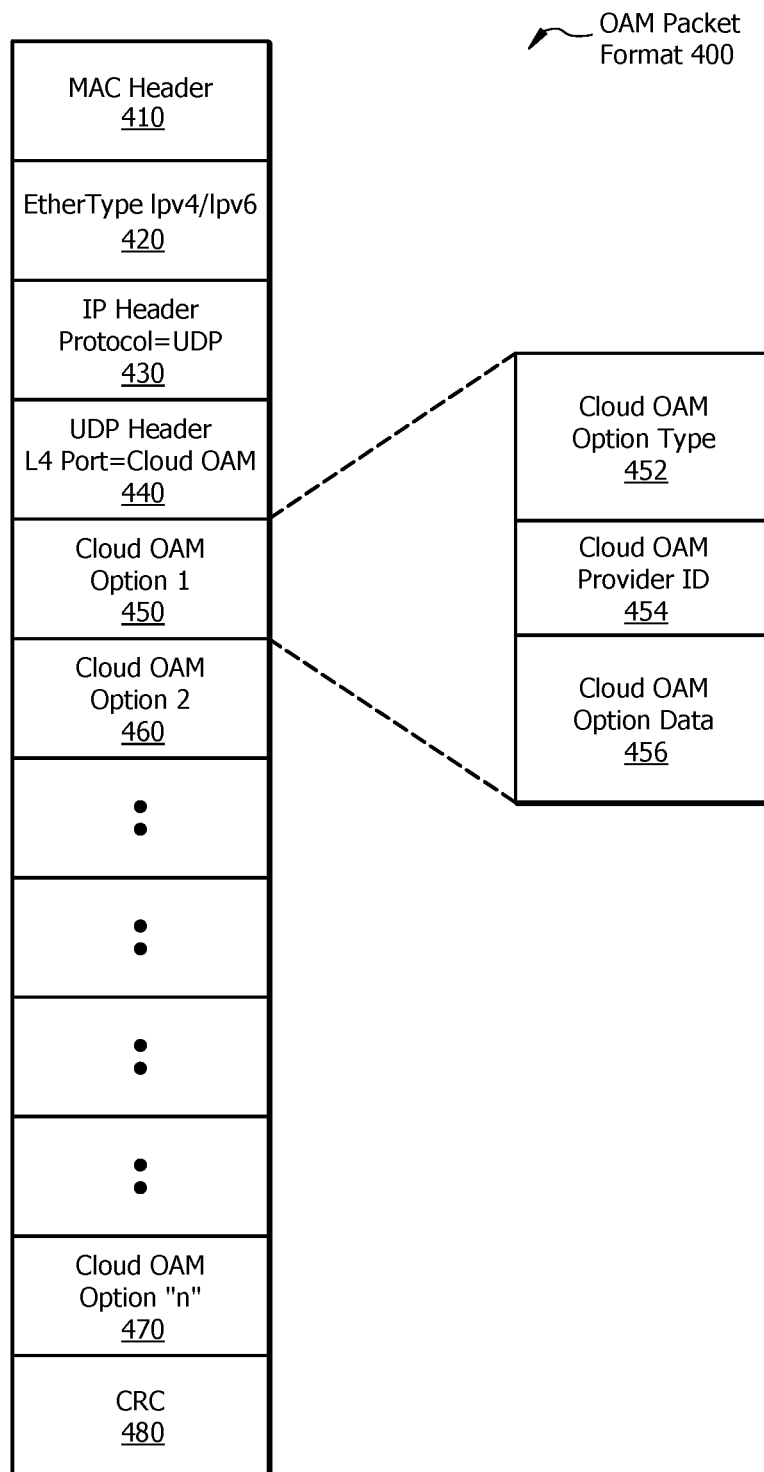 OAM Packet
Format 400
MAC Header
410
EtherType Ipv4/Ipv6
420
IP Header
Protocol=UDP
430
UDP Header
L4 Port=Cloud OAM
440
Cloud OAM
Option 1
450
Cloud OAM
Option 2
460
Cloud OAM
Option "n"
470
CRC
480
Cloud OAM
Option Type
452
Cloud OAM
Provider ID
454
Cloud OAM
Option Data
456